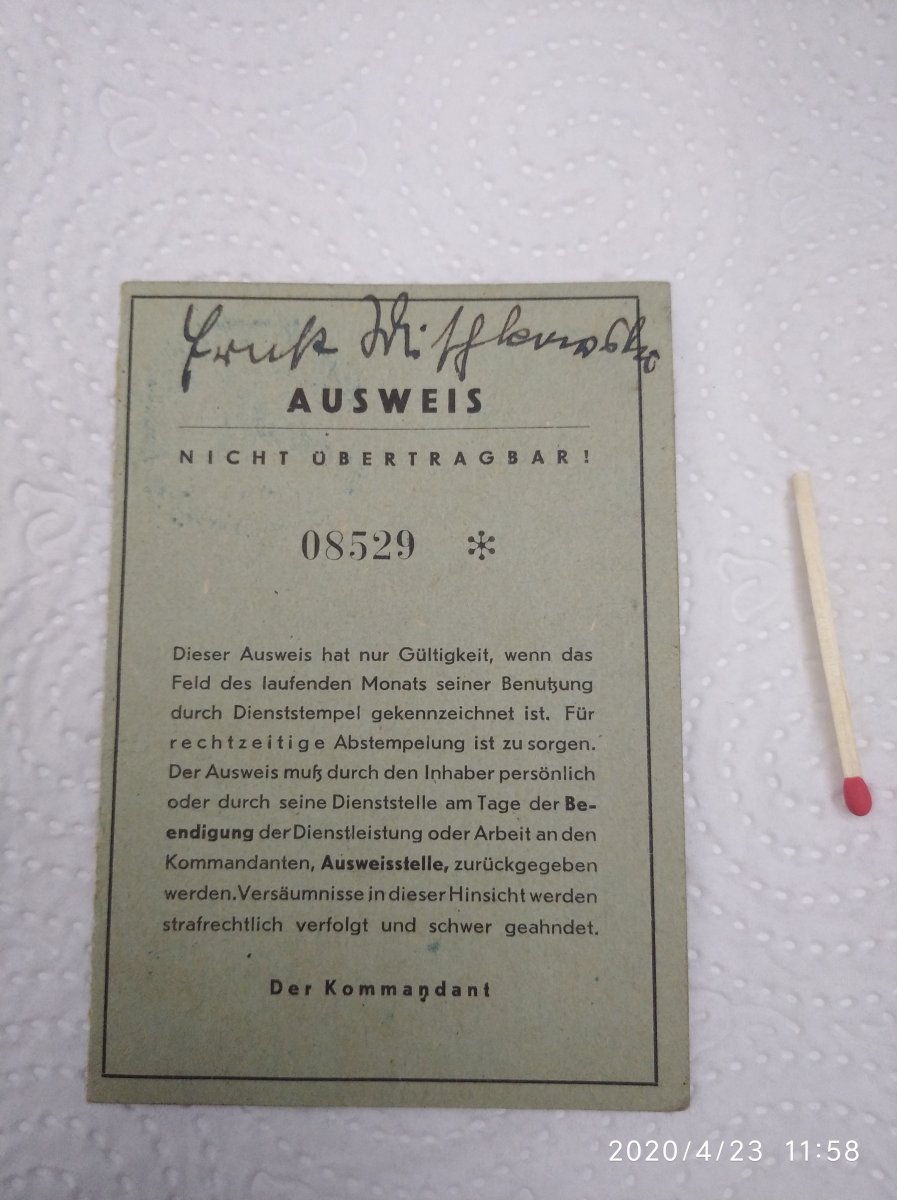 Ernst
AUSWEIS
NICHT ÜBERTRAGBAR!
08529 *
Dieser Ausweis hat nur Gültigkeit, wenn das
Feld des laufenden Monats seiner Benutzung
durch Dienststempel gekennzeichnet ist. Für
rechtzeitige Abstempelung ist zu sorgen.
Der Ausweis muß durch den Inhaber persönlich
oder durch seine Dienststelle am Tage der Be-
endigung der Dienstleistung oder Arbeit an den
Kommandanten, Ausweisstelle, zurückgegeben
werden. Versäumnisse in dieser Hinsicht werden
strafrechtlich verfolgt und schwer geahndet.
Der Kommandant
2020/4/23 11:58